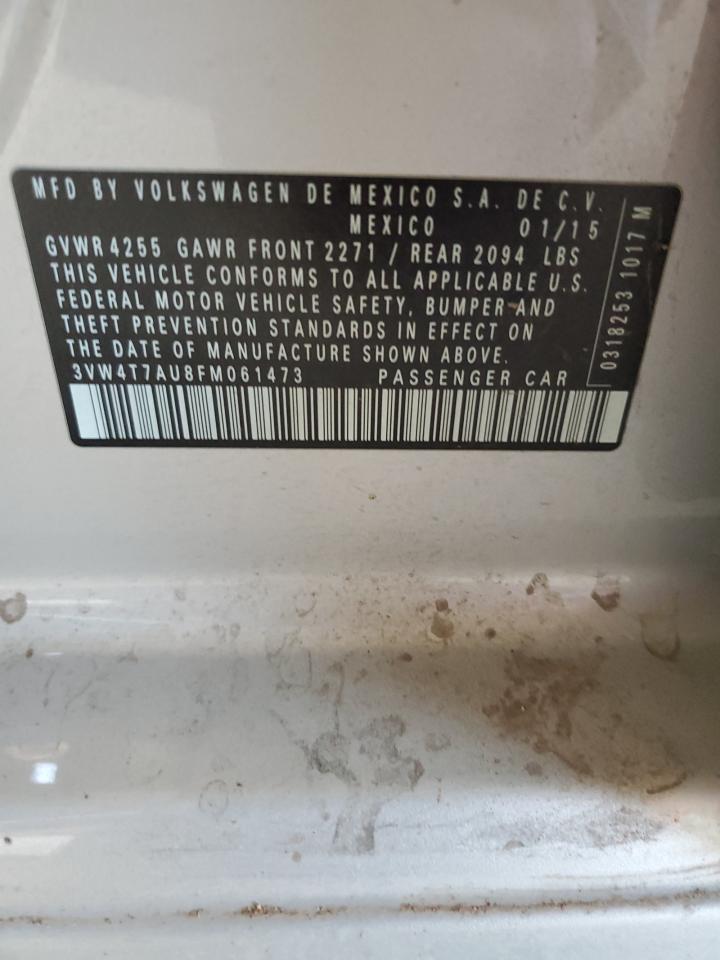 MFD BY VOLKSWAGEN DE MEXICO S.A. DE C.V.
MEXICO 01/15
GVWR 4255 GAWR FRONT 2271 / REAR 2094 LBS
THIS VEHICLE CONFORMS TO ALL APPLICABLE U.S.
FEDERAL MOTOR VEHICLE SAFETY, BUMPER AND
THEFT PREVENTION STANDARDS IN EFFECT ON
THE DATE OF MANUFACTURE SHOWN ABOVE.
3VW4T7AU8FM061473 PASSENGER CAR
0318253 1017 M